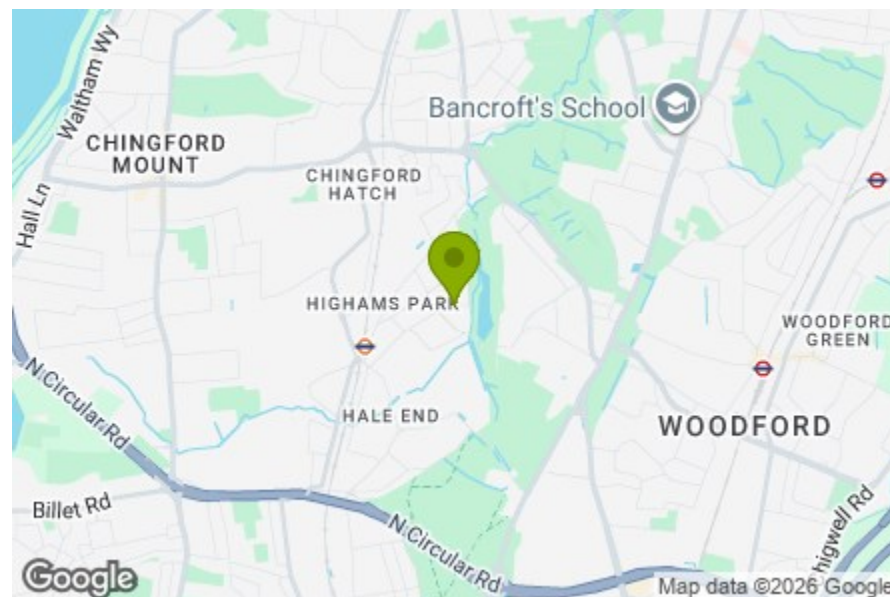 Waltham Wy
Bancroft's School
CHINGFORD
MOUNT
CHINGFORD
HATCH
Hall Ln
HIGHAMS PARK
WOODFORD
GREEN
N Circular Rd
HALE END
WOODFORD
Billet Rd
N Circular Rd
higwell Rd
Google
Map data ©2026 Google